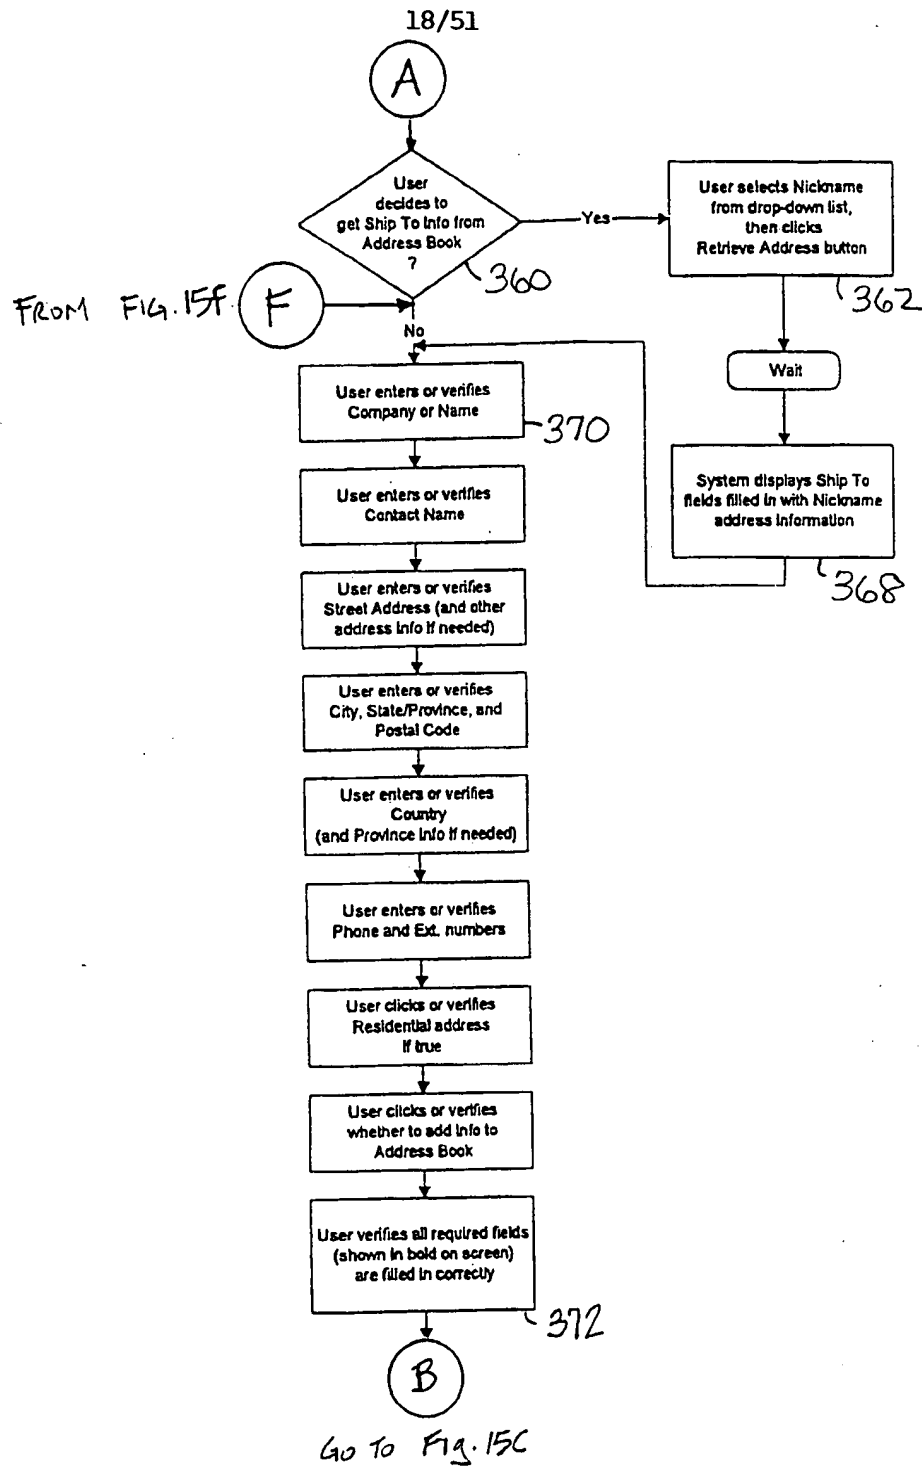 18/51
A
User
decides to
get Ship To Info from
Address Book
?
360
Yes
User selects Nickname
from drop-down list,
then clicks
Retrieve Address button
362
FROM FIG. 15f
F
No
Wait
User enters or verifies
Company or Name
370
System displays Ship To
fields filled in with Nickname
address information
368
User enters or verifies
Contact Name
User enters or verifies
Street Address (and other
address info if needed)
User enters or verifies
City, State/Province, and
Postal Code
User enters or verifies
Country
(and Province info if needed)
User enters or verifies
Phone and Ext. numbers
User clicks or verifies
Residential address
if true
User clicks or verifies
whether to add info to
Address Book
User verifies all required fields
(shown in bold on screen)
are filled in correctly
372
B
Go To Fig. 15C